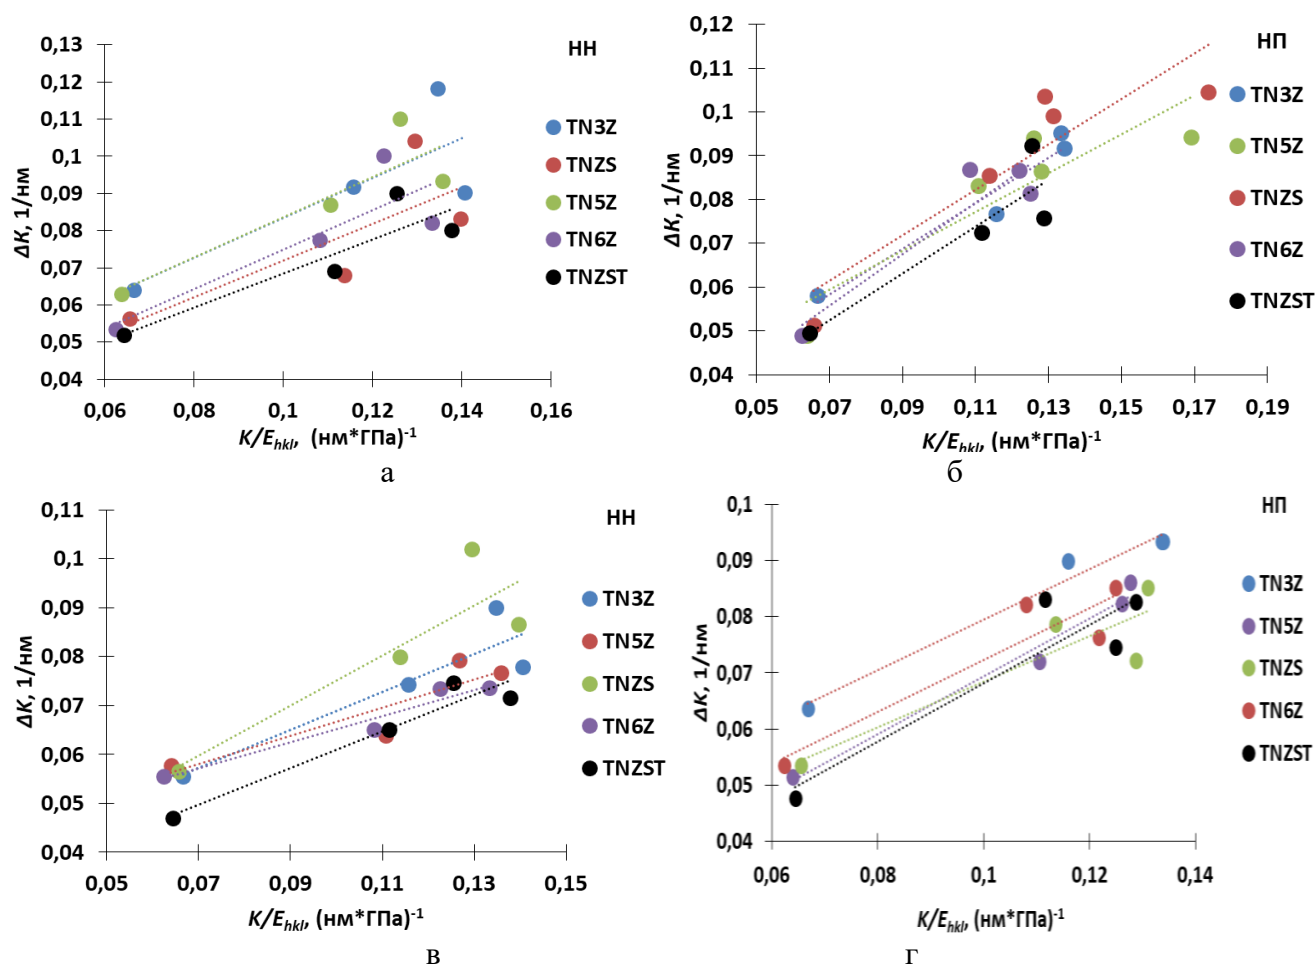 0,13
0,12
0,11
0,1
0,09
0,08
0,07
0,06
0,05
0,04
ΔK, 1/нм
0,06 0,08 0,1 0,12 0,14 0,16
K/Ehkl, (нм*ГПа)-1
НН
TN3Z
TNZS
TN5Z
TN6Z
TNZST
а
0,12
0,11
0,1
0,09
0,08
0,07
0,06
0,05
0,04
ΔK, 1/нм
0,05 0,07 0,09 0,11 0,13 0,15 0,17 0,19
K/Ehkl, (нм*ГПа)-1
НП
TN3Z
TN5Z
TNZS
TN6Z
TNZST
б
0,11
0,1
0,09
0,08
0,07
0,06
0,05
0,04
ΔK, 1/нм
0,05 0,07 0,09 0,11 0,13 0,15
K/Ehkl, (нм*ГПа)-1
НН
TN3Z
TN5Z
TNZS
TN6Z
TNZST
в
0,1
0,09
0,08
0,07
0,06
0,05
0,04
ΔK, 1/нм
0,06 0,08 0,1 0,12 0,14
K/Ehkl, (нм*ГПа)-1
НП
TN3Z
TN5Z
TNZS
TN6Z
TNZST
г